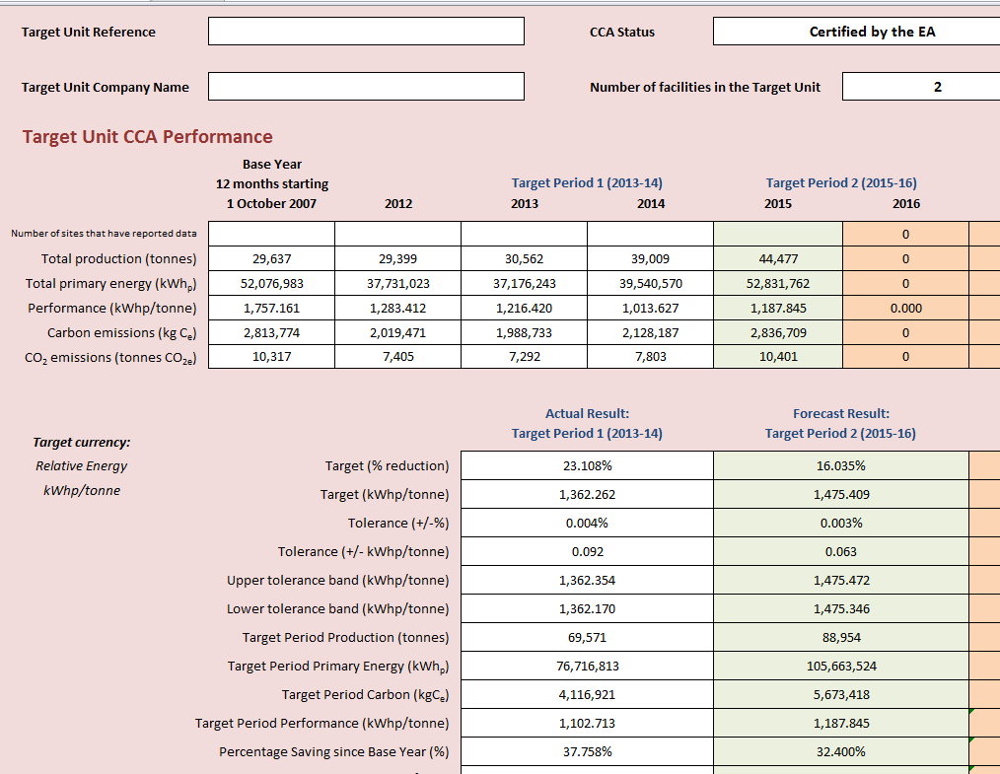 Target Unit Reference CCA Status Certified by the EA
Target Unit Company Name Number of facilities in the Target Unit 2
Target Unit CCA Performance
Base Year
12 months starting Target Period 1 (2013-14) Target Period 2 (2015-16)
1 October 2007 2012 2013 2014 2015 2016
Number of sites that have reported data 0
Total production (tonnes) 29,637 29,399 30,562 39,009 44,477 0
Total primary energy (kWhp) 52,076,983 37,731,023 37,176,243 39,540,570 52,831,762 0
Performance (kWhp/tonne) 1,757.161 1,283.412 1,216.420 1,013.627 1,187.845 0.000
Carbon emissions (kg Ce) 2,813,774 2,019,471 1,988,733 2,128,187 2,836,709 0
CO2 emissions (tonnes CO2e) 10,317 7,405 7,292 7,803 10,401 0
Actual Result: Forecast Result:
Target Period 1 (2013-14) Target Period 2 (2015-16)
Target currency:
Relative Energy Target (% reduction) 23.108% 16.035%
kWhp/tonne Target (kWhp/tonne) 1,362.262 1,475.409
Tolerance (+/-%) 0.004% 0.003%
Tolerance (+/- kWhp/tonne) 0.092 0.063
Upper tolerance band (kWhp/tonne) 1,362.354 1,475.472
Lower tolerance band (kWhp/tonne) 1,362.170 1,475.346
Target Period Production (tonnes) 69,571 88,954
Target Period Primary Energy (kWhp) 76,716,813 105,663,524
Target Period Carbon (kgCe) 4,116,921 5,673,418
Target Period Performance (kWhp/tonne) 1,102.713 1,187.845
Percentage Saving since Base Year (%) 37.758% 32.400%